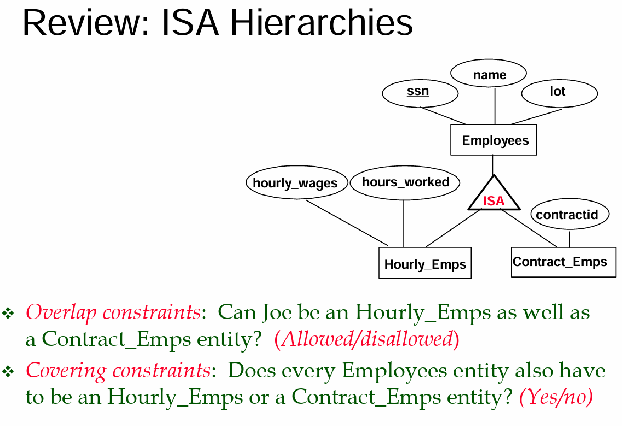 Review: ISA Hierarchies
name
ssn
lot
Employees
hourly_wages
hours_worked
ISA
contractid
Hourly_Emps
Contract_Emps
Overlap constraints: Can Joe be an Hourly_Emps as well as
a Contract_Emps entity? (Allowed/disallowed)
Covering constraints: Does every Employees entity also have
to be an Hourly_Emps or a Contract_Emps entity? (Yes/no)